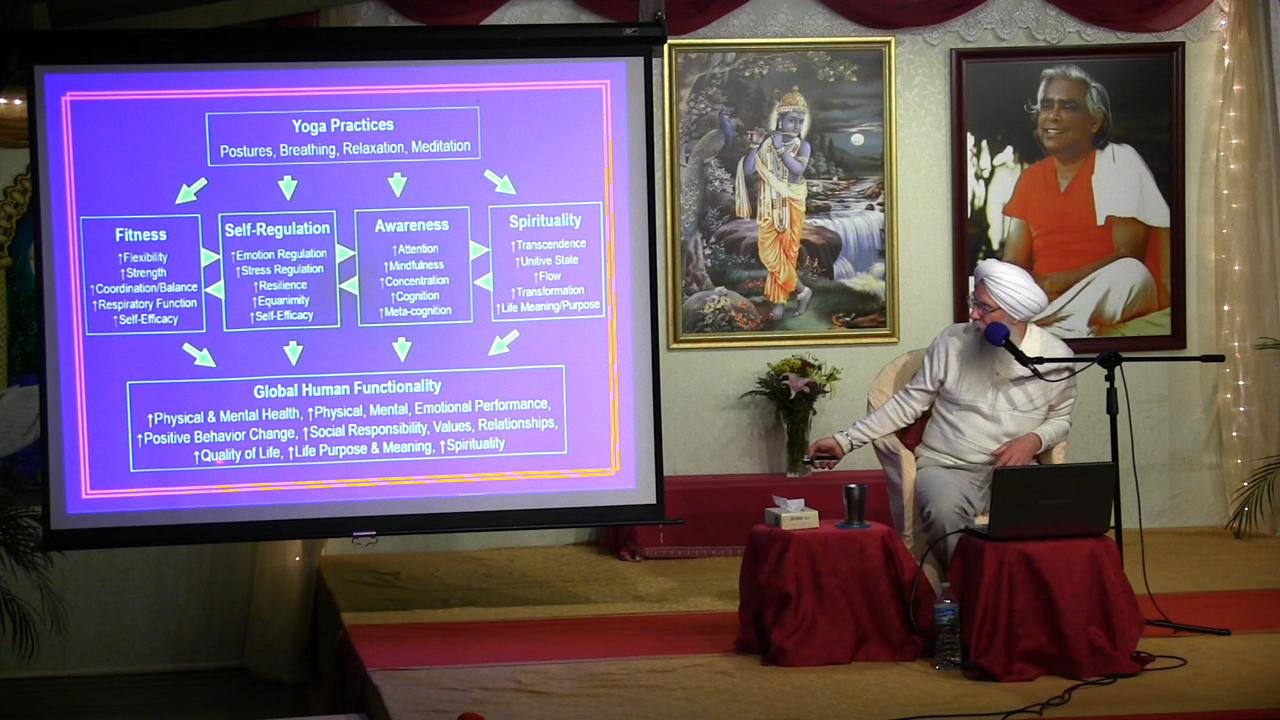 Yoga Practices
Postures, Breathing, Relaxation, Meditation
Fitness
↑Flexibility
↑Strength
↑Coordination/Balance
↑Respiratory Function
↑Self-Efficacy
Self-Regulation
↑Emotion Regulation
↑Stress Regulation
↑Resilience
↑Equanimity
↑Self-Efficacy
Awareness
↑Attention
↑Mindfulness
↑Concentration
↑Cognition
↑Meta-cognition
Spirituality
↑Transcendence
↑Unitive State
↑Flow
↑Transformation
↑Life Meaning/Purpose
Global Human Functionality
↑Physical & Mental Health, ↑Physical, Mental, Emotional Performance,
↑Positive Behavior Change, ↑Social Responsibility, Values, Relationships,
↑Quality of Life, ↑Life Purpose & Meaning, ↑Spirituality